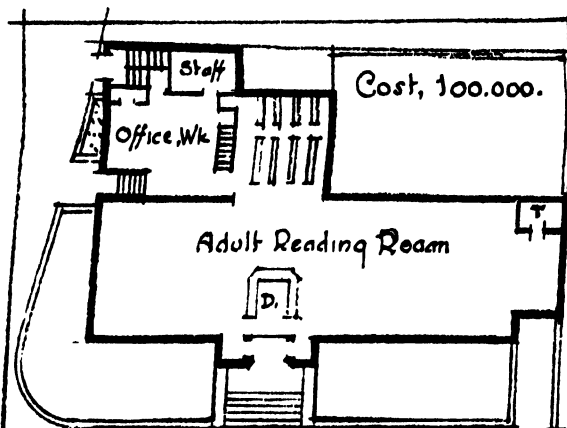 Staff
Cost, 100.000.
Office, Wk
T
Adult Reading Room
D.